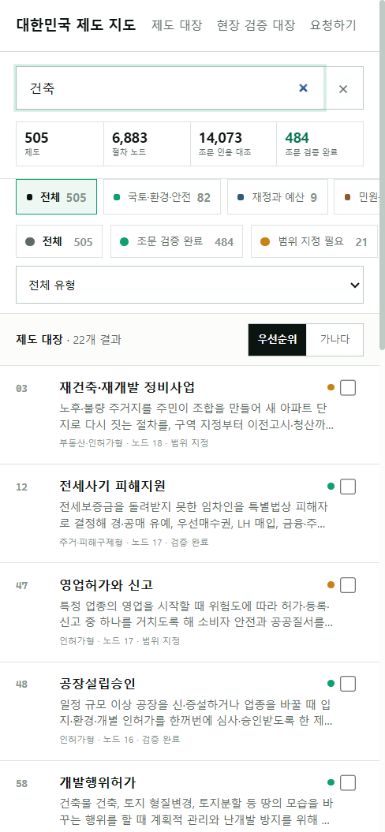 대한민국 제도 지도 제도 대장 현장 검증 대장 요청하기
건축 × ×
505 6,883 14,073 484
제도 절차 노드 조문 인용 대조 조문 검증 완료
전체 505 국토·환경·안전 82 재정과 예산 9 민원·
전체 505 조문 검증 완료 484 범위 지정 필요 21
전체 유형
제도 대장 · 22개 결과 우선순위 가나다
03 재건축·재개발 정비사업
노후·불량 주거지를 주민이 조합을 만들어 새 아파트 단
지로 다시 짓는 절차를, 구역 지정부터 이전고시·청산까...
부동산·인허가형 · 노드 18 · 범위 지정
12 전세사기 피해지원
전세보증금을 돌려받지 못한 임차인을 특별법상 피해자
로 결정해 경·공매 유예, 우선매수권, LH 매입, 금융·주...
주거·피해구제형 · 노드 17 · 검증 완료
47 영업허가와 신고
특정 업종의 영업을 시작할 때 위험도에 따라 허가·등록·
신고 중 하나를 거치도록 해 소비자 안전과 공공질서를...
인허가형 · 노드 17 · 범위 지정
48 공장설립승인
일정 규모 이상 공장을 신·증설하거나 업종을 바꿀 때 입
지·환경·개별 인허가를 한꺼번에 심사·승인받도록 한 제...
인허가형 · 노드 16 · 검증 완료
58 개발행위허가
건축물 건축, 토지 형질변경, 토지분할 등 땅의 모습을 바
꾸는 행위를 할 때 계획적 관리와 난개발 방지를 위해 ...